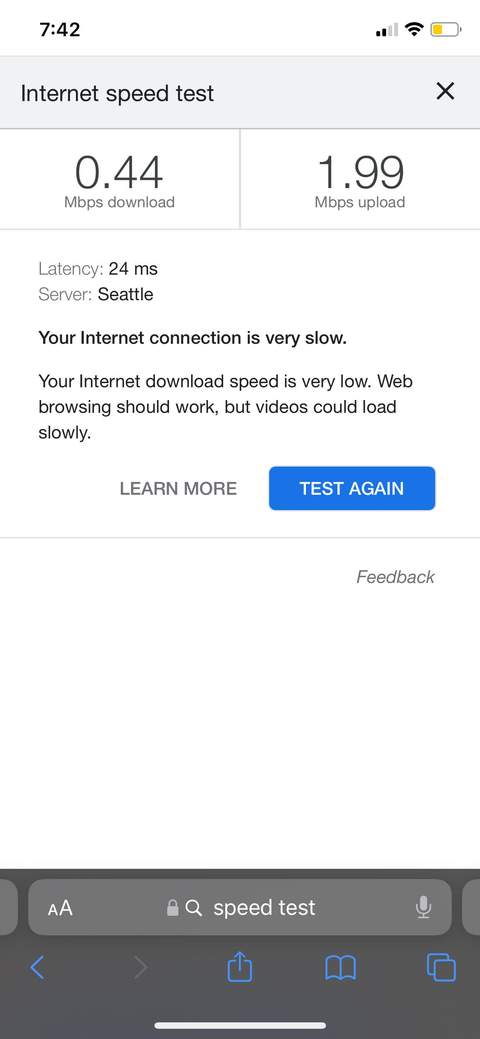 7:42
Internet speed test
0.44 1.99
Mbps download Mbps upload
Latency: 24 ms
Server: Seattle
Your Internet connection is very slow.
Your Internet download speed is very low. Web
browsing should work, but videos could load
slowly.
LEARN MORE TEST AGAIN
Feedback
AA speed test